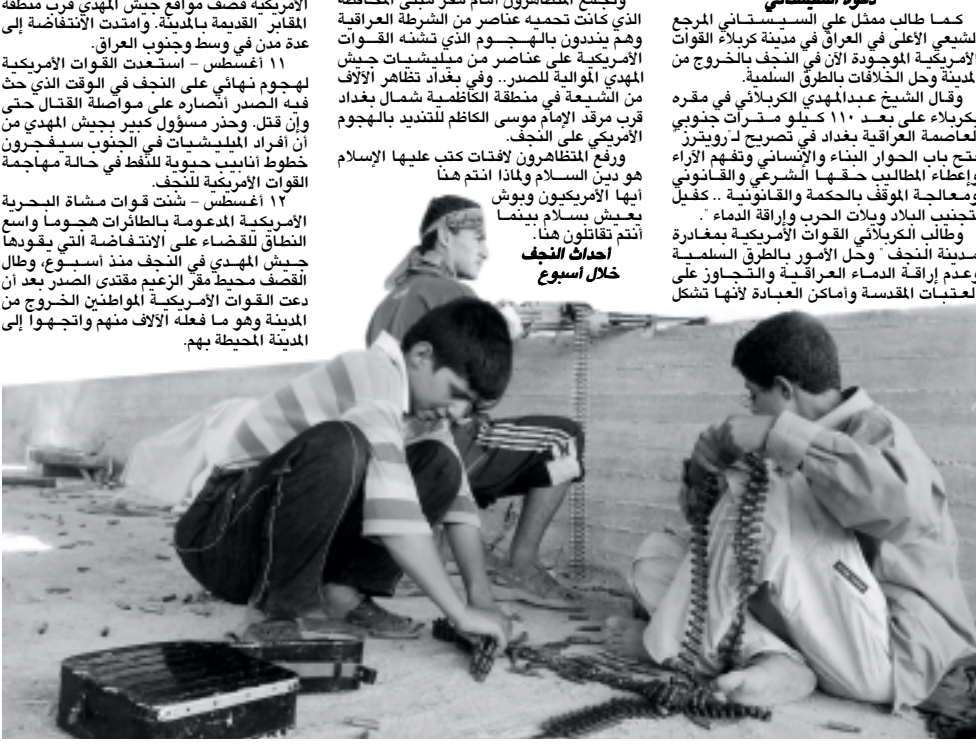 دعوة السيستاني
كما طالب ممثل علي السيستاني المرجع
الشيعي الأعلى في العراق في مدينة كربلاء القوات
الأمريكية الموجودة الآن في النجف بالخروج من
المدينة وحل الخلافات بالطرق السلمية.
وقال الشيخ عبدالمهدي الكربلائي في مقره
بكربلاء على بعد ١١٠ كيلو مترات جنوبي
العاصمة العراقية بغداد في تصريح لـ"رويترز"
فتح باب الحوار البناء والإنساني وتفهم الآراء
وإعطاء المطاليب حقها الشرعي والقانوني
ومعالجة الموقف بالحكمة والقانونية .. كفيل
بتجنيب البلاد ويلات الحرب وإراقة الدماء ".
وطالب الكربلائي القوات الأمريكية بمغادرة
مدينة النجف " وحل الأمور بالطرق السلمية
وعدم إراقة الدماء العراقية والتجاوز على
العتبات المقدسة وأماكن العبادة لأنها تشكل
وتجمع المتظاهرون أمام مقر مبنى المحافظة
الذي كانت تحميه عناصر من الشرطة العراقية
وهم ينددون بالهجوم الذي تشنه القوات
الأمريكية على عناصر من ميليشيات جيش
المهدي الموالية للصدر.. وفي بغداد تظاهر آلالاف
من الشيعة في منطقة الكاظمية شمال بغداد
قرب مرقد الإمام موسى الكاظم للتنديد بالهجوم
الأمريكي على النجف.
ورفع المتظاهرون لافتات كتب عليها الإسلام
هو دين السلام ولماذا انتم هنا
أيها الأمريكيون وبوش
يعيش بسلام بينما
أنتم تقاتلون هنا.
أحداث النجف
خلال أسبوع
الأمريكية قصف مواقع جيش المهدي قرب منطقة
المقابر القديمة بالمدينة. وامتدت الانتفاضة إلى
عدة مدن في وسط وجنوب العراق.
١١ أغسطس – استعدت القوات الأمريكية
لهجوم نهائي على النجف في الوقت الذي حث
فيه الصدر أنصاره على مواصلة القتال حتى
وإن قتل. وحذر مسؤول كبير بجيش المهدي من
أن أفراد الميليشيات في الجنوب سيفجرون
خطوط أنابيب حيوية للنفط في حالة مهاجمة
القوات الأمريكية للنجف.
١٢ أغسطس – شنت قوات مشاة البحرية
الأمريكية المدعومة بالطائرات هجوما واسع
النطاق للقضاء على الانتفاضة التي يقودها
جيش المهدي في النجف منذ أسبوع، وطال
القصف محيط مقر الزعيم مقتدى الصدر بعد أن
دعت القوات الأمريكية المواطنين الخروج من
المدينة وهو ما فعله الآلاف منهم واتجهوا إلى
المدينة المحيطة بهم.